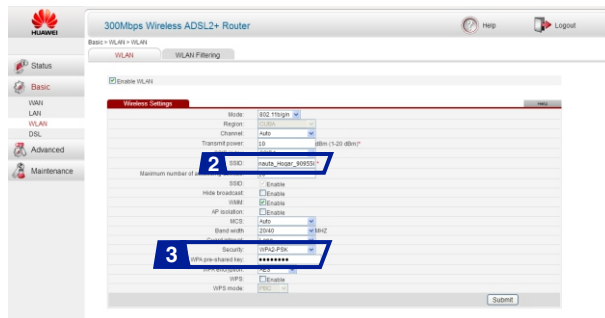 HUAWEI
300Mbps Wireless ADSL2+ Router
Help
Logout
Basic > WLAN > WLAN
WLAN
WLAN Filtering
Status
Basic
WAN
LAN
WLAN
DSL
Advanced
Maintenance
Enable WLAN
Wireless Settings
Help
Mode: 802.11b/g/n
Region: CUBA
Channel: Auto
Transmit power: 10 dBm (1-20 dBm)*
2
SSID: nauta_Hogar_90955 *
Maximum number of
SSID: Enable
Hide broadcast: Enable
WMM: Enable
AP isolation: Enable
MCS: Auto
Band width 20/40 MHZ
3
Security: WPA2-PSK
WPA pre-shared key: ●●●●●●●●
WPA encryption: AES
WPS: Enable
WPS mode: PBC
Submit